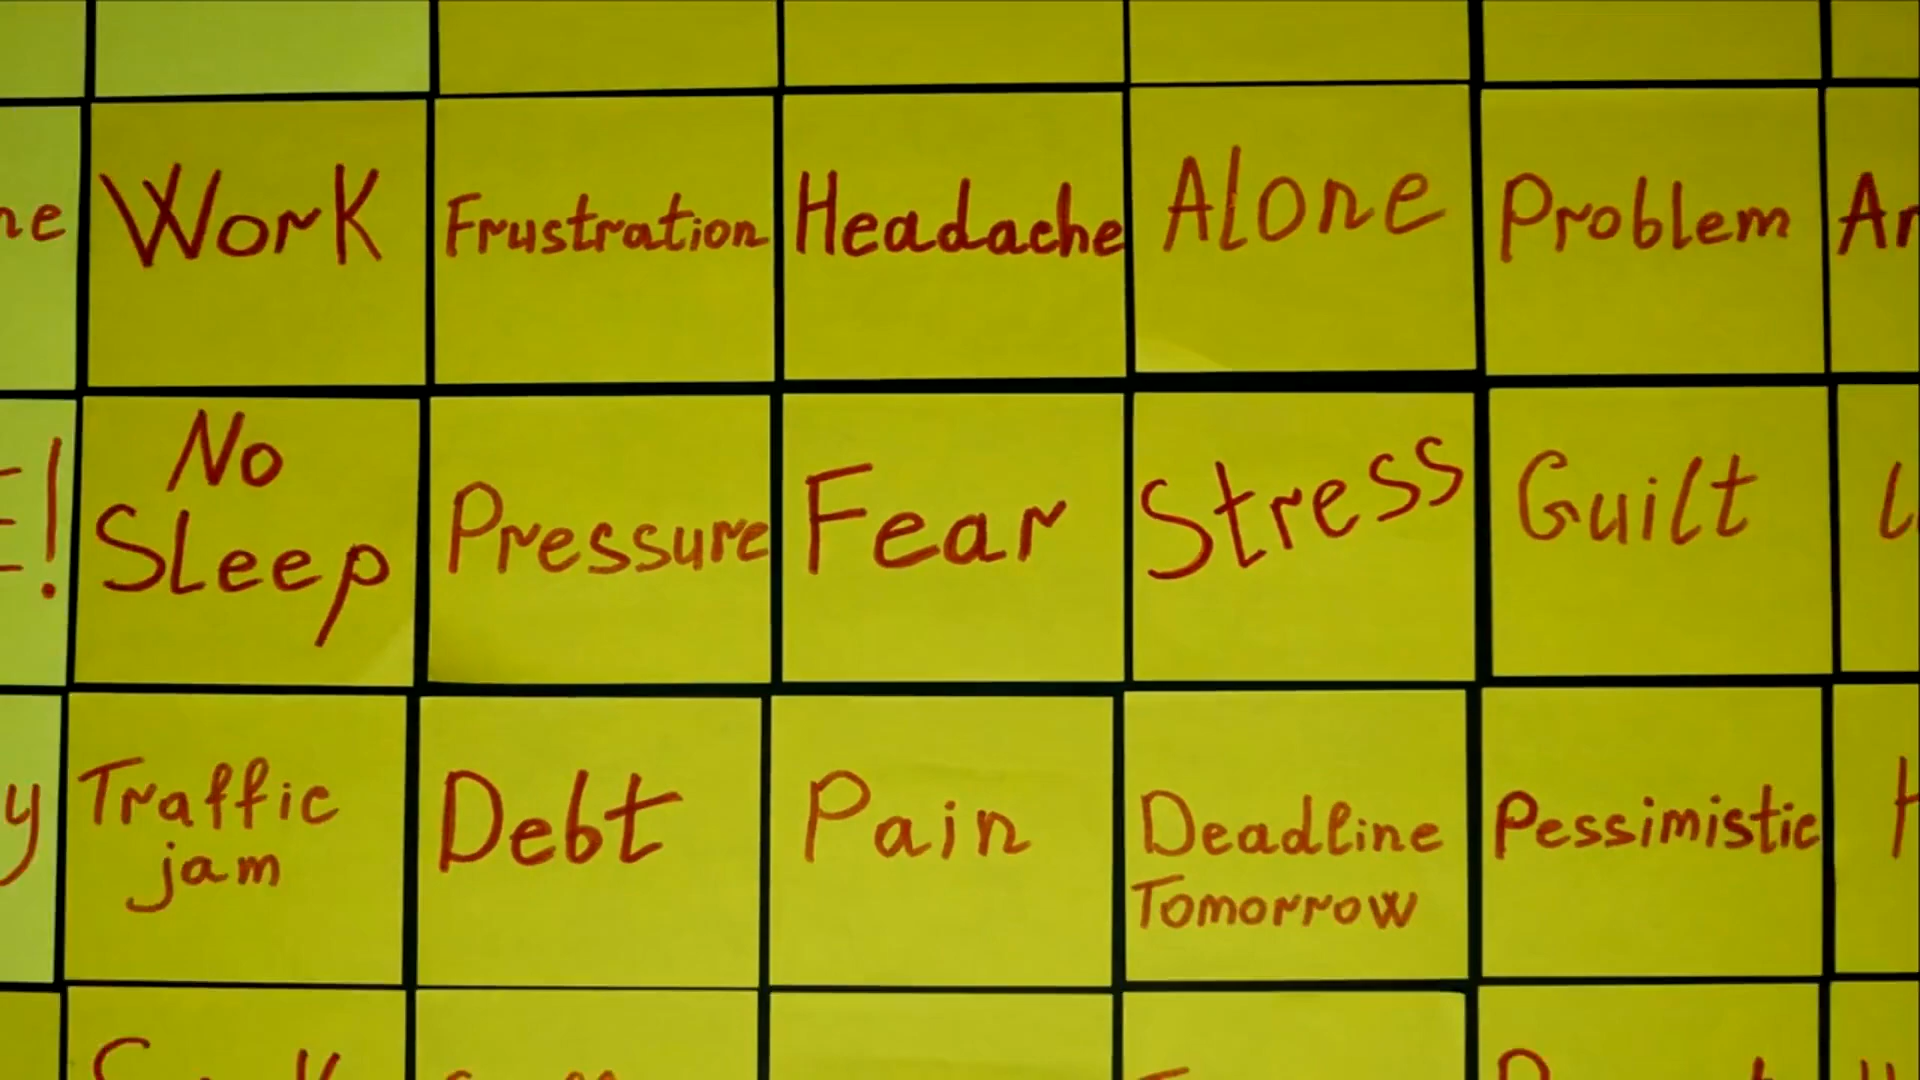 Work
Frustration
Headache
Alone
Problem
No
Sleep
Pressure
Fear
Stress
Guilt
Traffic
jam
Debt
Pain
Deadline
Tomorrow
Pessimistic